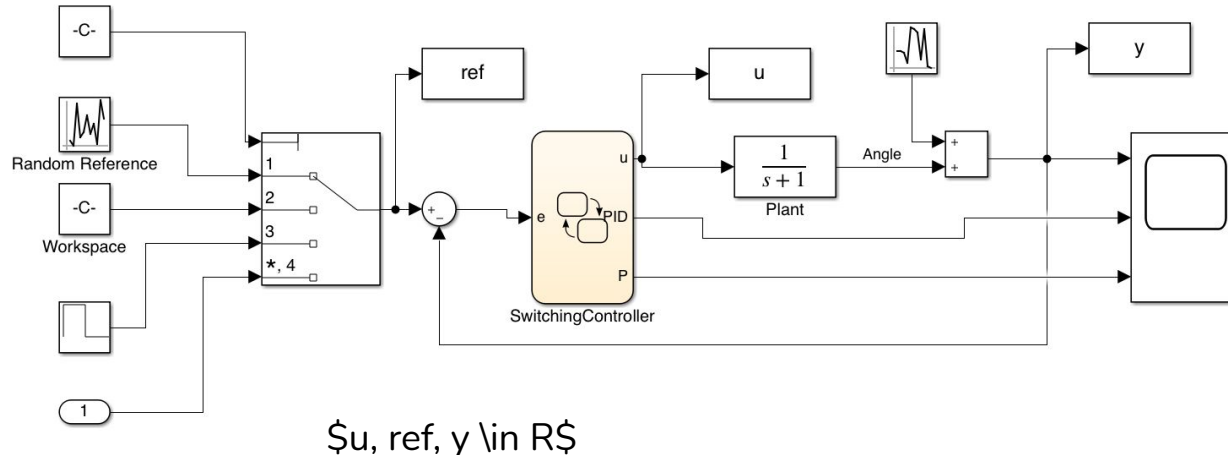 -C-
Random Reference
-C-
Workspace
1
1
2
3
*, 4
ref
+
−
e
u
PID
P
SwitchingController
u
1
s + 1
Plant
Angle
+
+
y
$u, ref, y \in R$